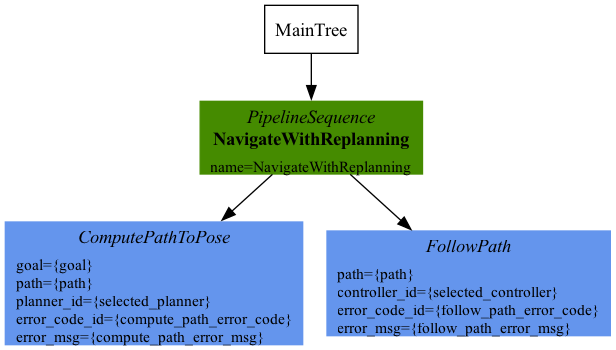 MainTree
PipelineSequence
NavigateWithReplanning
name=NavigateWithReplanning
ComputePathToPose
goal={goal}
path={path}
planner_id={selected_planner}
error_code_id={compute_path_error_code}
error_msg={compute_path_error_msg}
FollowPath
path={path}
controller_id={selected_controller}
error_code_id={follow_path_error_code}
error_msg={follow_path_error_msg}